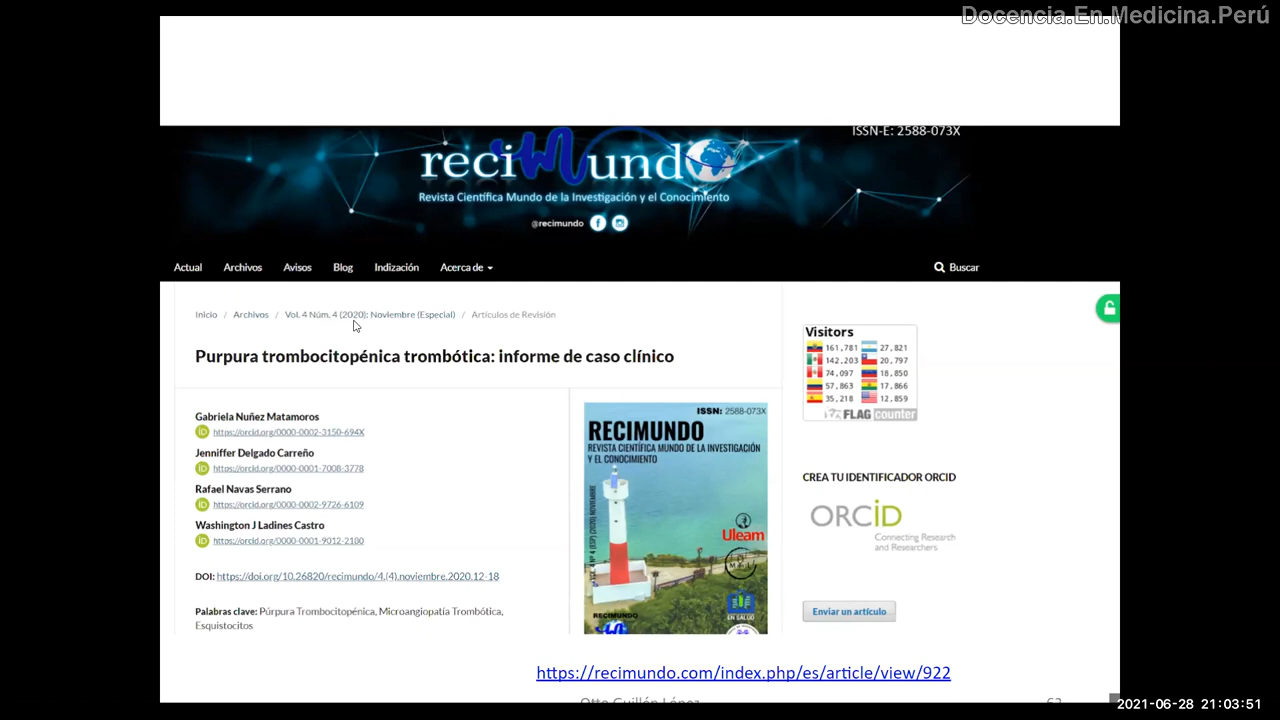 Docencia.En.Medicina.Perú
ISSN-E: 2588-073X
recimundo
Revista Científica Mundo de la Investigación y el Conocimiento
@recimundo
Actual Archivos Avisos Blog Indización Acerca de Buscar
Inicio / Archivos / Vol. 4 Núm. 4 (2020): Noviembre (Especial) / Artículos de Revisión
Purpura trombocitopénica trombótica: informe de caso clínico
Gabriela Nuñez Matamoros
https://orcid.org/0000-0002-3150-694X
Jenniffer Delgado Carreño
https://orcid.org/0000-0001-7008-3778
Rafael Navas Serrano
https://orcid.org/0000-0002-9726-6109
Washington J Ladines Castro
https://orcid.org/0000-0001-9012-2180
DOI: https://doi.org/10.26820/recimundo/4.(4).noviembre.2020.12-18
Palabras clave: Púrpura Trombocitopénica, Microangiopatía Trombótica,
Esquistocitos
ISSN: 2588-073X
RECIMUNDO
REVISTA CIENTÍFICA MUNDO DE LA INVESTIGACIÓN
Y EL CONOCIMIENTO
(2020) NOVIEMBRE
Uleam
EN SALUD
RECIMUNDO
Visitors
161,781 27,821
142,203 20,797
74,097 18,850
57,863 17,866
35,218 12,859
FLAG counter
CREA TU IDENTIFICADOR ORCID
ORCiD
Connecting Research
and Researchers
Enviar un artículo
https://recimundo.com/index.php/es/article/view/922
Otto Guillén López
2021-06-28 21:03:51